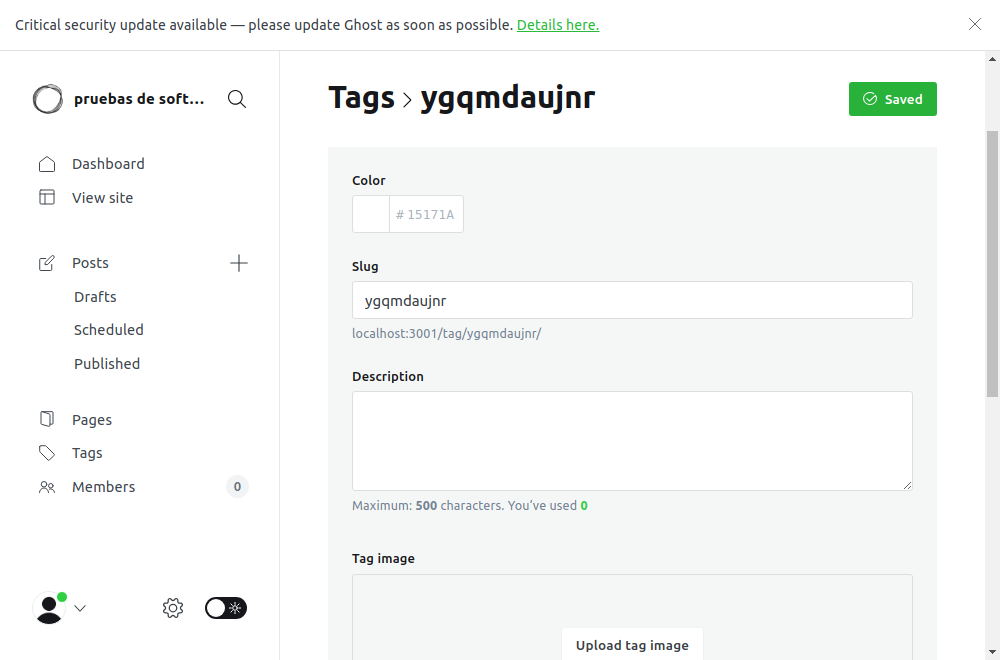 Critical security update available — please update Ghost as soon as possible. Details here.
pruebas de soft...
Tags > ygqmdaujnr
Saved
Dashboard
View site
Posts
Drafts
Scheduled
Published
Pages
Tags
Members 0
Color
# 15171A
Slug
ygqmdaujnr
localhost:3001/tag/ygqmdaujnr/
Description
Maximum: 500 characters. You’ve used 0
Tag image
Upload tag image